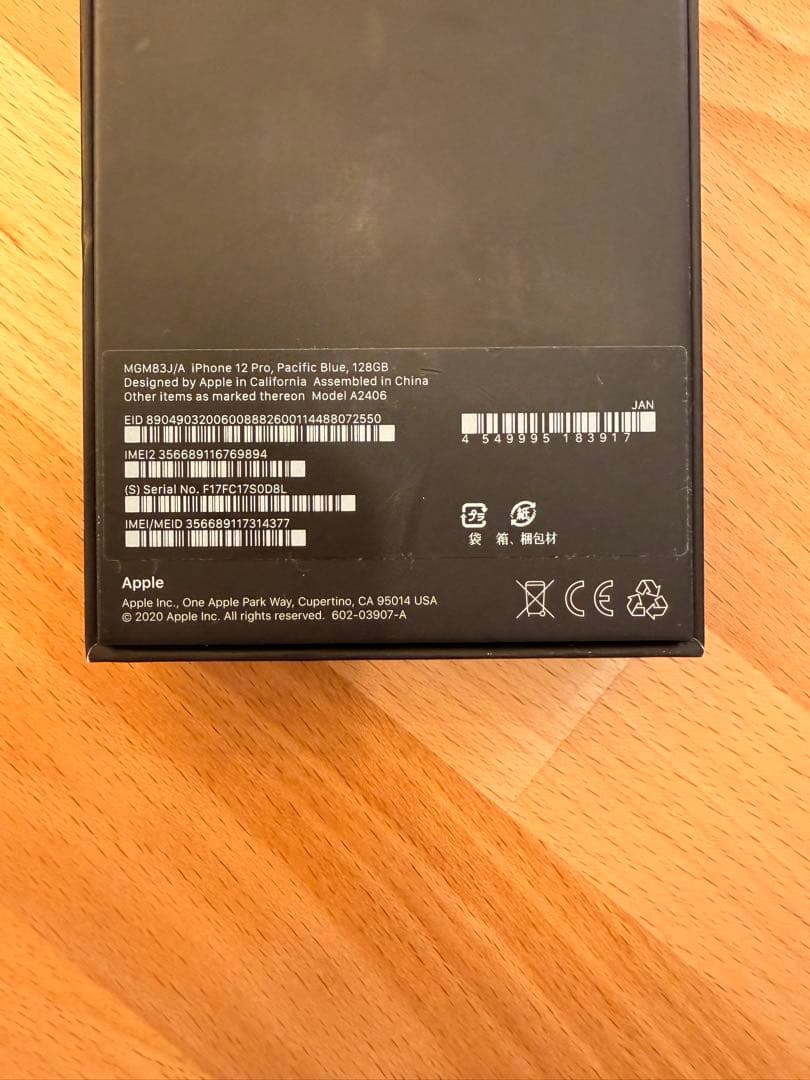 MGM83J/A iPhone 12 Pro, Pacific Blue, 128GB
Designed by Apple in California Assembled in China
Other items as marked thereon Model A2406
EID 89049032006008882600114488072550
IMEI2 356689116769894
(S) Serial No. F17FC17S0D8L
IMEI/MEID 356689117314377
JAN
4 549995 183917
プラ 紙
袋 箱、梱包材
Apple
Apple Inc., One Apple Park Way, Cupertino, CA 95014 USA
© 2020 Apple Inc. All rights reserved. 602-03907-A
CE